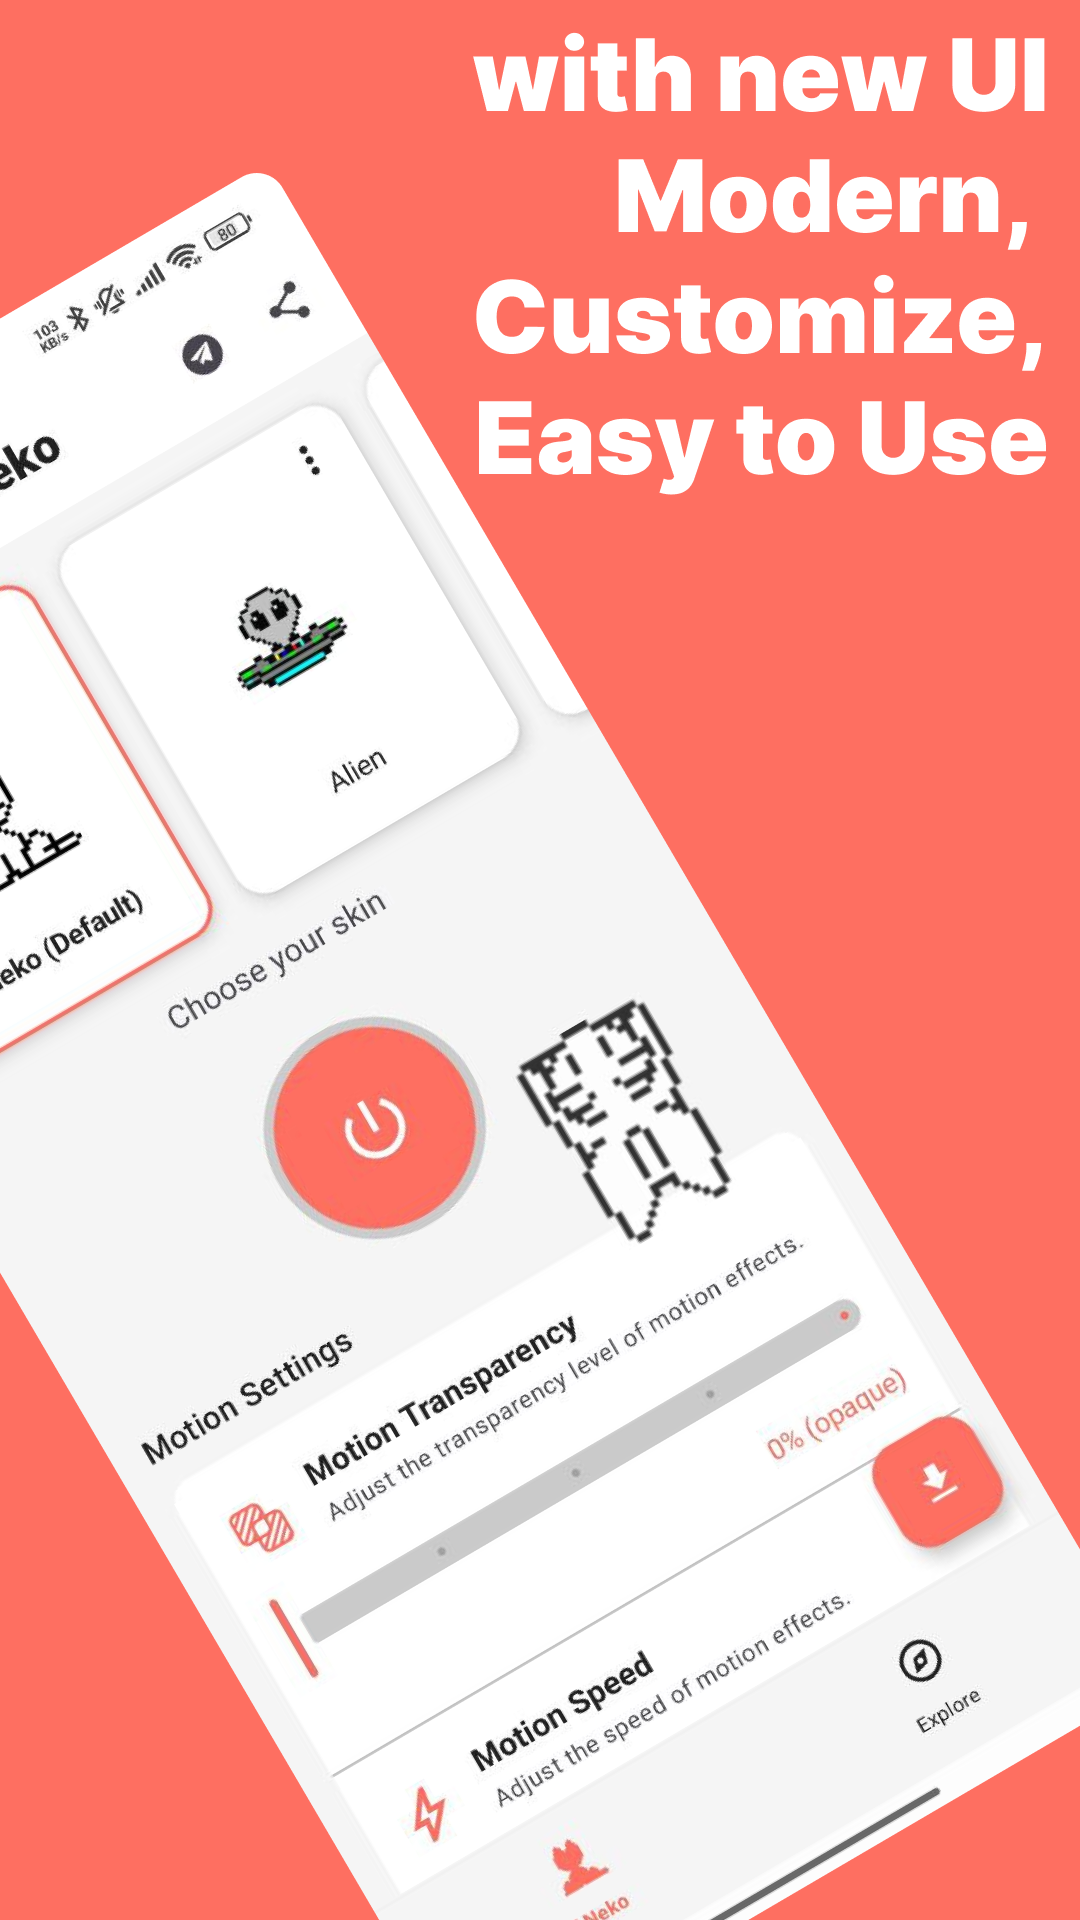 with new UI
Modern,
Customize,
Easy to Use
103
KB/s
80
Alien
(Default)
Choose your skin
Motion Settings
Motion Transparency
Adjust the transparency level of motion effects.
0% (opaque)
Motion Speed
Adjust the speed of motion effects.
Explore
Neko